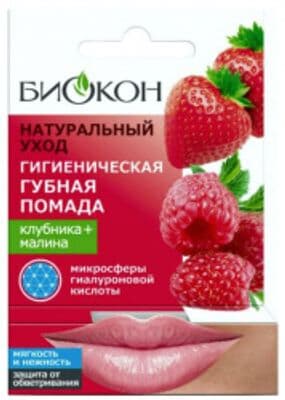 БИОКОН
НАТУРАЛЬНЫЙ
УХОД
ГИГИЕНИЧЕСКАЯ
ГУБНАЯ
ПОМАДА
клубника+
малина
микросферы
гиалуроновой
кислоты
мягкость
и нежность
защита от
обветривания